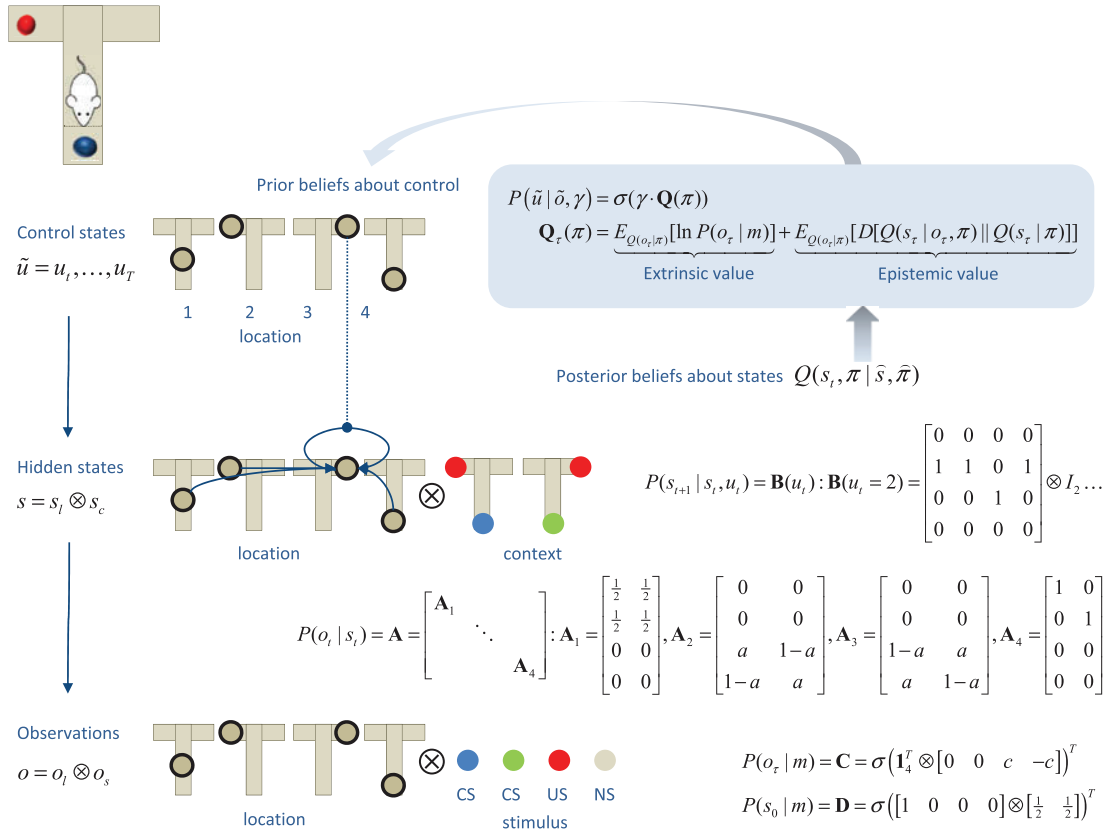 Prior beliefs about control
P(ũ | õ, γ) = σ(γ · Q(π))
Q_τ(π) = E_{Q(o_τ|π)}[ln P(o_τ | m)] + E_{Q(o_τ|π)}[D[Q(s_τ | o_τ, π) || Q(s_τ | π)]]
Extrinsic value Epistemic value
Control states
ũ = u_t, …, u_T
1 2 3 4
location
Posterior beliefs about states Q(s_t, π | ŝ, π̂)
Hidden states
s = s_l ⊗ s_c
⊗
location context
P(s_{t+1} | s_t, u_t) = B(u_t) : B(u_t = 2) = [0 0 0 0; 1 1 0 1; 0 0 1 0; 0 0 0 0] ⊗ I_2 …
P(o_t | s_t) = A = [A_1 ⋱ A_4] : A_1 = [½ ½; ½ ½; 0 0; 0 0], A_2 = [0 0; 0 0; a 1−a; 1−a a], A_3 = [0 0; 0 0; 1−a a; a 1−a], A_4 = [1 0; 0 1; 0 0; 0 0]
Observations
o = o_l ⊗ o_s
⊗
CS CS US NS
location stimulus
P(o_τ | m) = C = σ(1_4^T ⊗ [0 0 c −c])^T
P(s_0 | m) = D = σ([1 0 0 0] ⊗ [½ ½])^T